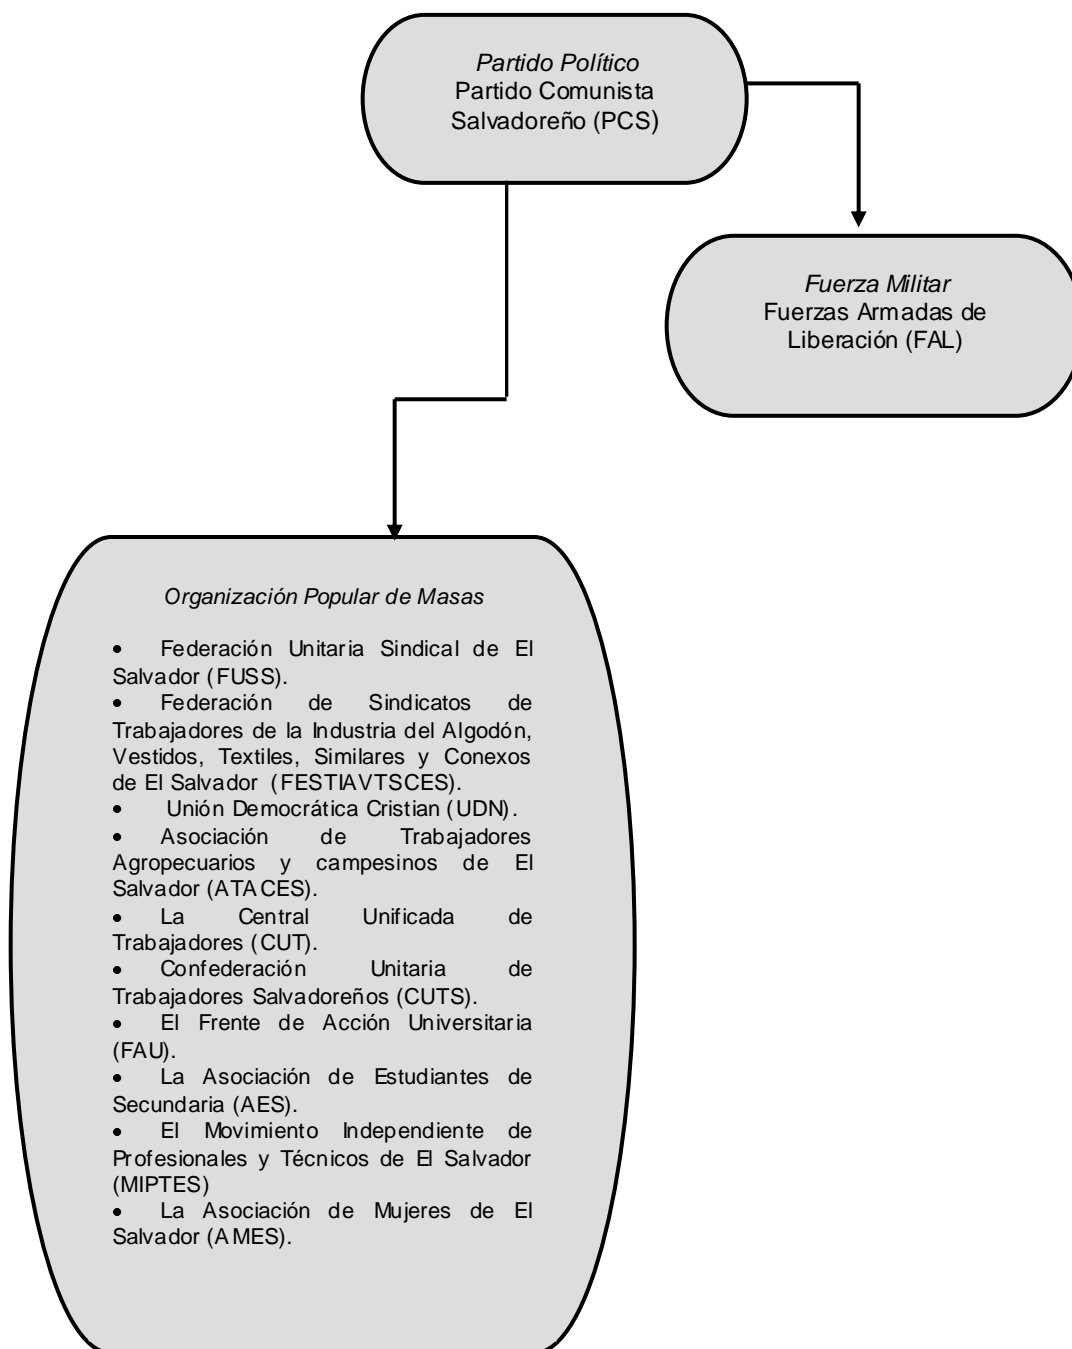 Partido Político
Partido Comunista
Salvadoreño (PCS)
Fuerza Militar
Fuerzas Armadas de
Liberación (FAL)
Organización Popular de Masas
• Federación Unitaria Sindical de El
Salvador (FUSS).
• Federación de Sindicatos de
Trabajadores de la Industria del Algodón,
Vestidos, Textiles, Similares y Conexos
de El Salvador (FESTIAVTSCES).
• Unión Democrática Cristian (UDN).
• Asociación de Trabajadores
Agropecuarios y campesinos de El
Salvador (ATACES).
• La Central Unificada de
Trabajadores (CUT).
• Confederación Unitaria de
Trabajadores Salvadoreños (CUTS).
• El Frente de Acción Universitaria
(FAU).
• La Asociación de Estudiantes de
Secundaria (AES).
• El Movimiento Independiente de
Profesionales y Técnicos de El Salvador
(MIPTES)
• La Asociación de Mujeres de El
Salvador (AMES).